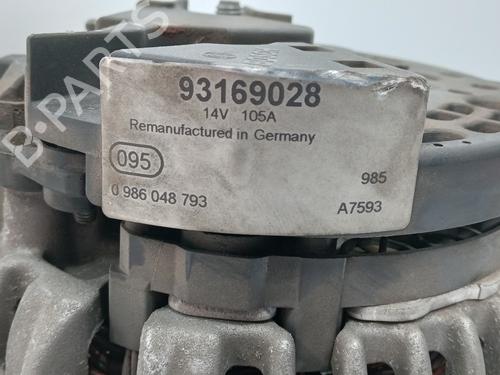 B-PARTS
93169028
14V 105A
Remanufactured in Germany
095
985
0 986 048 793
A7593